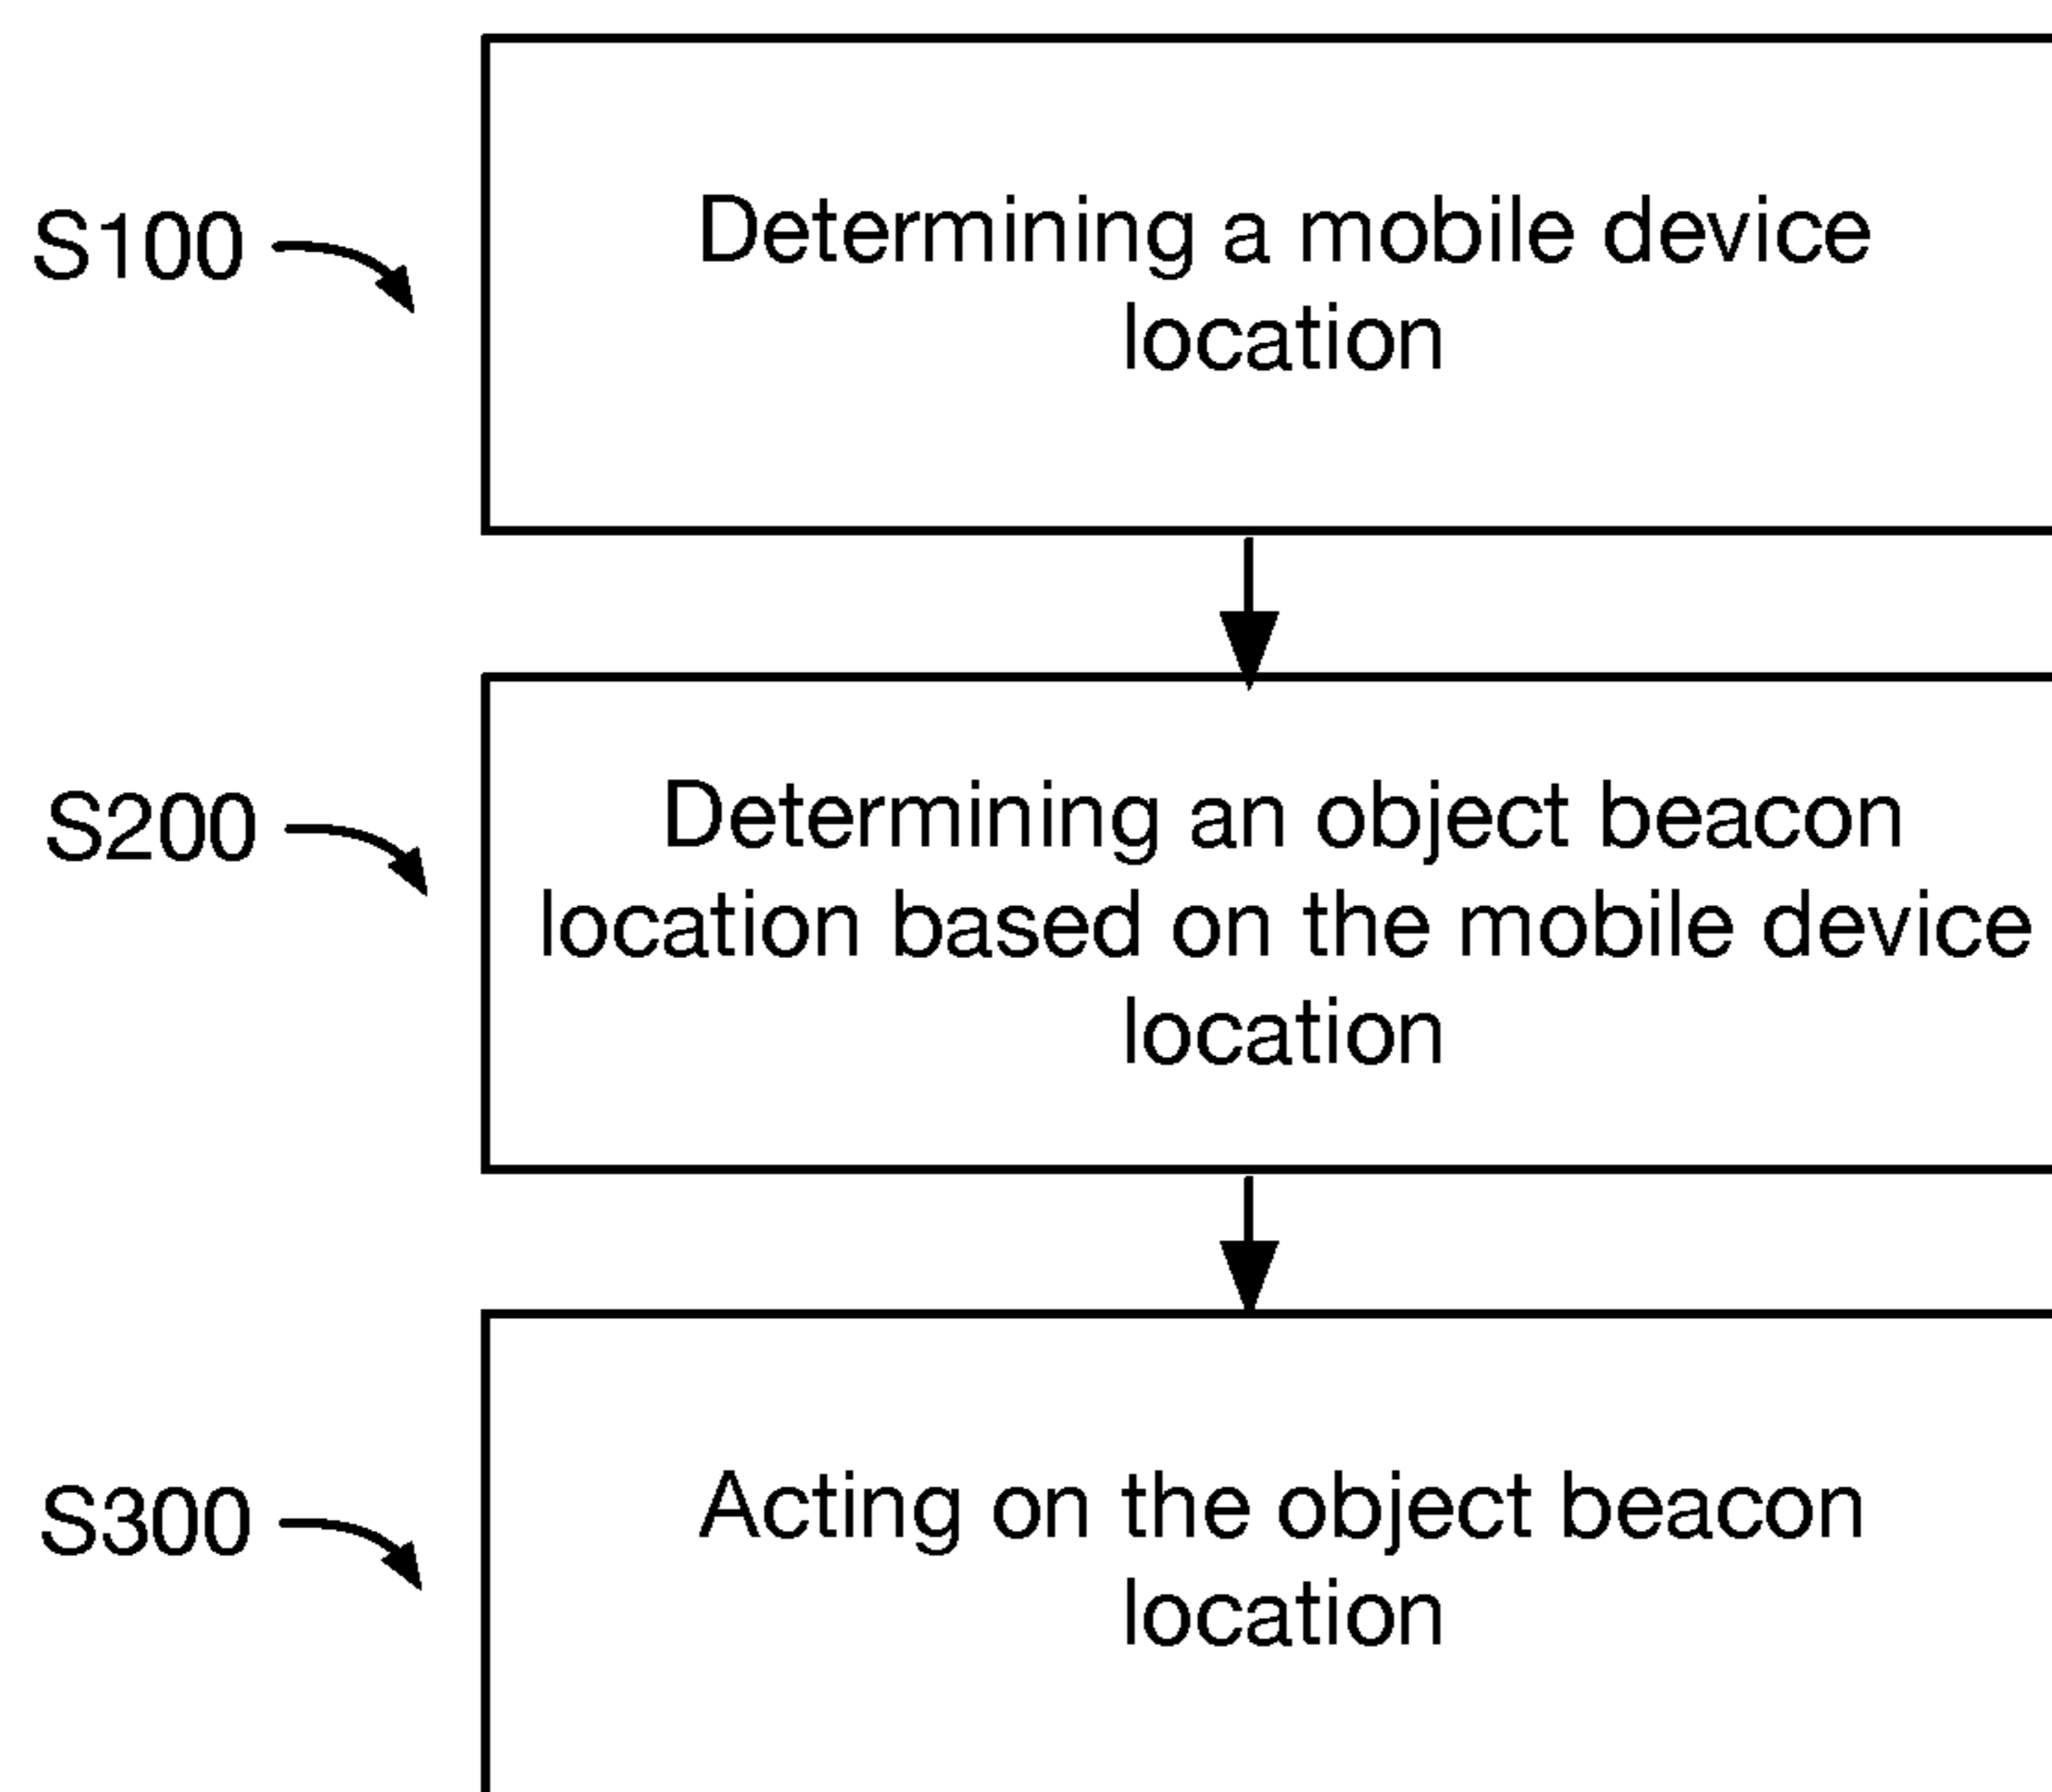 S100
Determining a mobile device
location
S200
Determining an object beacon
location based on the mobile device
location
S300
Acting on the object beacon
location